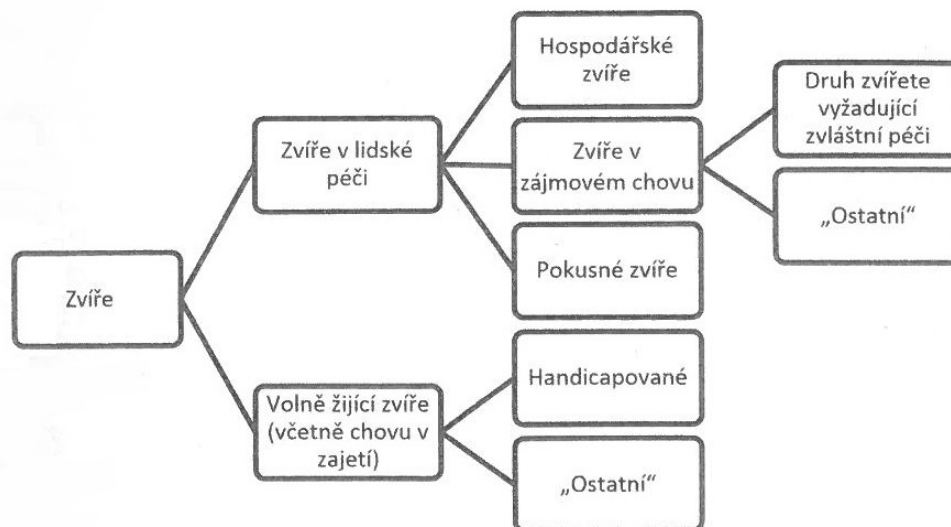 Zvíře
Zvíře v lidské
péči
Hospodářské
zvíře
Zvíře v
zájmovém chovu
Druh zvířete
vyžadující
zvláštní péči
„Ostatní“
Pokusné zvíře
Volně žijící zvíře
(včetně chovu v
zajetí)
Handicapované
„Ostatní“